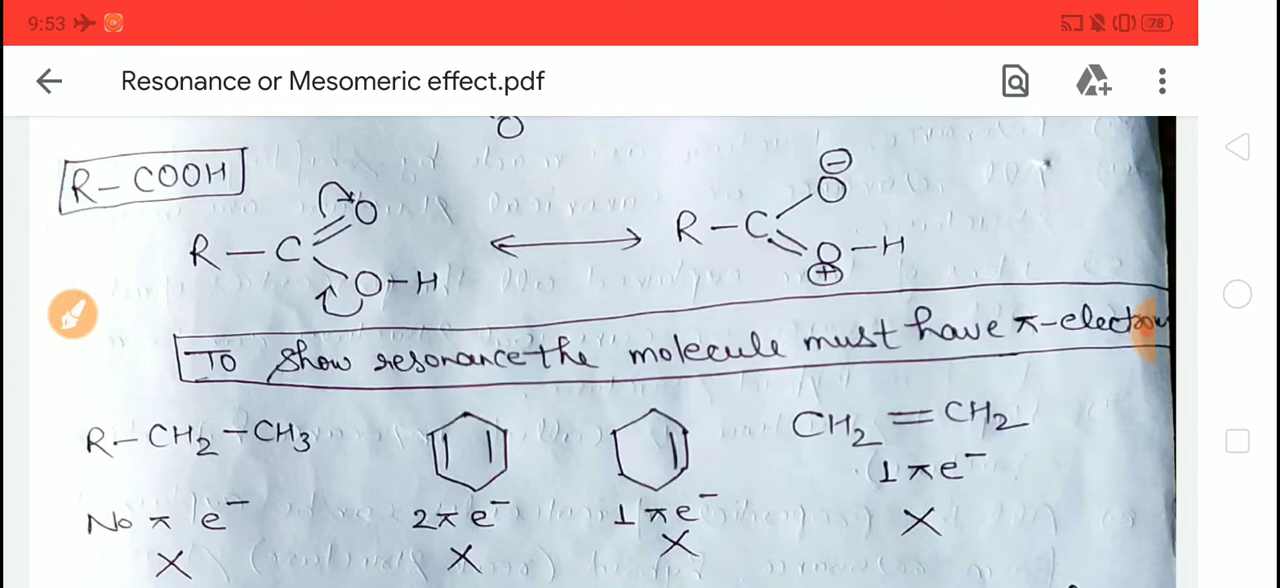 9:53
78
Resonance or Mesomeric effect.pdf
R-COOH
R-C O O-H
R-C O O-H
To show resonance the molecule must have π-electron
R-CH2-CH3
CH2=CH2
1πe-
No π e-
2πe-
1πe-
X
X
X
X